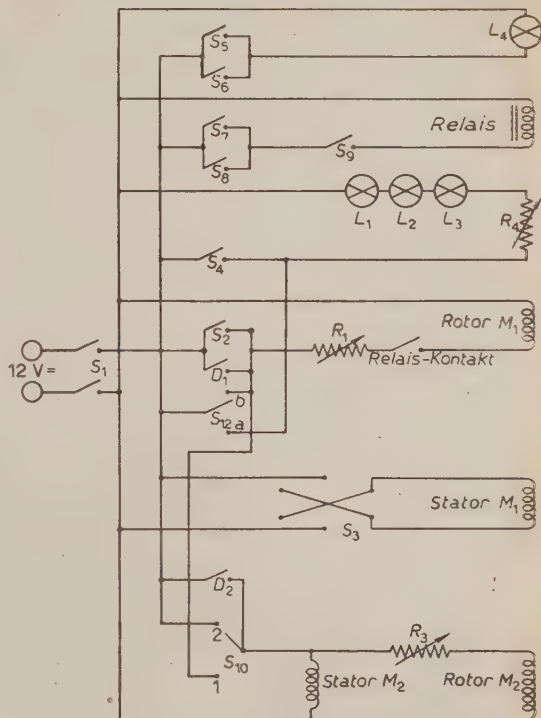 L4
S5
S6
Relais
S7
S8
S9
L1 L2 L3
R4
S4
Rotor M1
S2
R1
Relais-Kontakt
12 V=
S1
D1
b
S12 a
Stator M1
S3
D2
2
S10
R3
1
Stator M2
Rotor M2